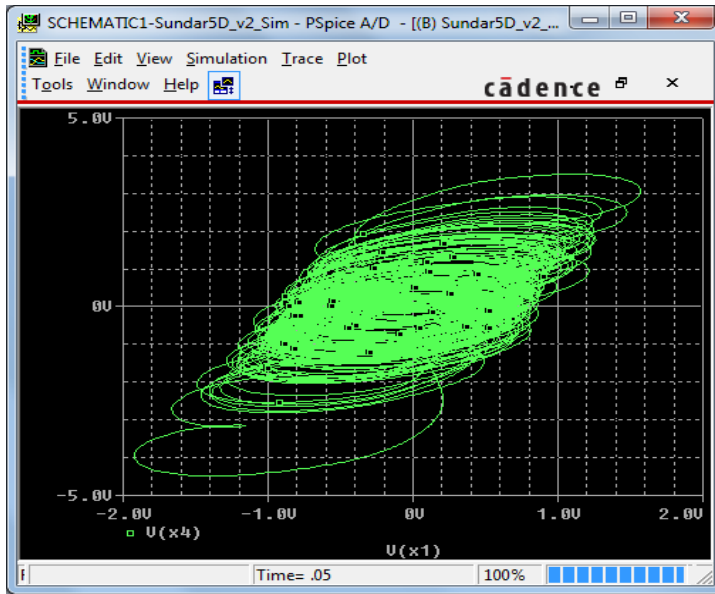 SCHEMATIC1-Sundar5D_v2_Sim - PSpice A/D - [(B) Sundar5D_v2_...
File Edit View Simulation Trace Plot
Tools Window Help
cādence
5.0V
0V
-5.0V
-2.0V -1.0V 0V 1.0V 2.0V
V(x4)
V(x1)
Time= .05 100%